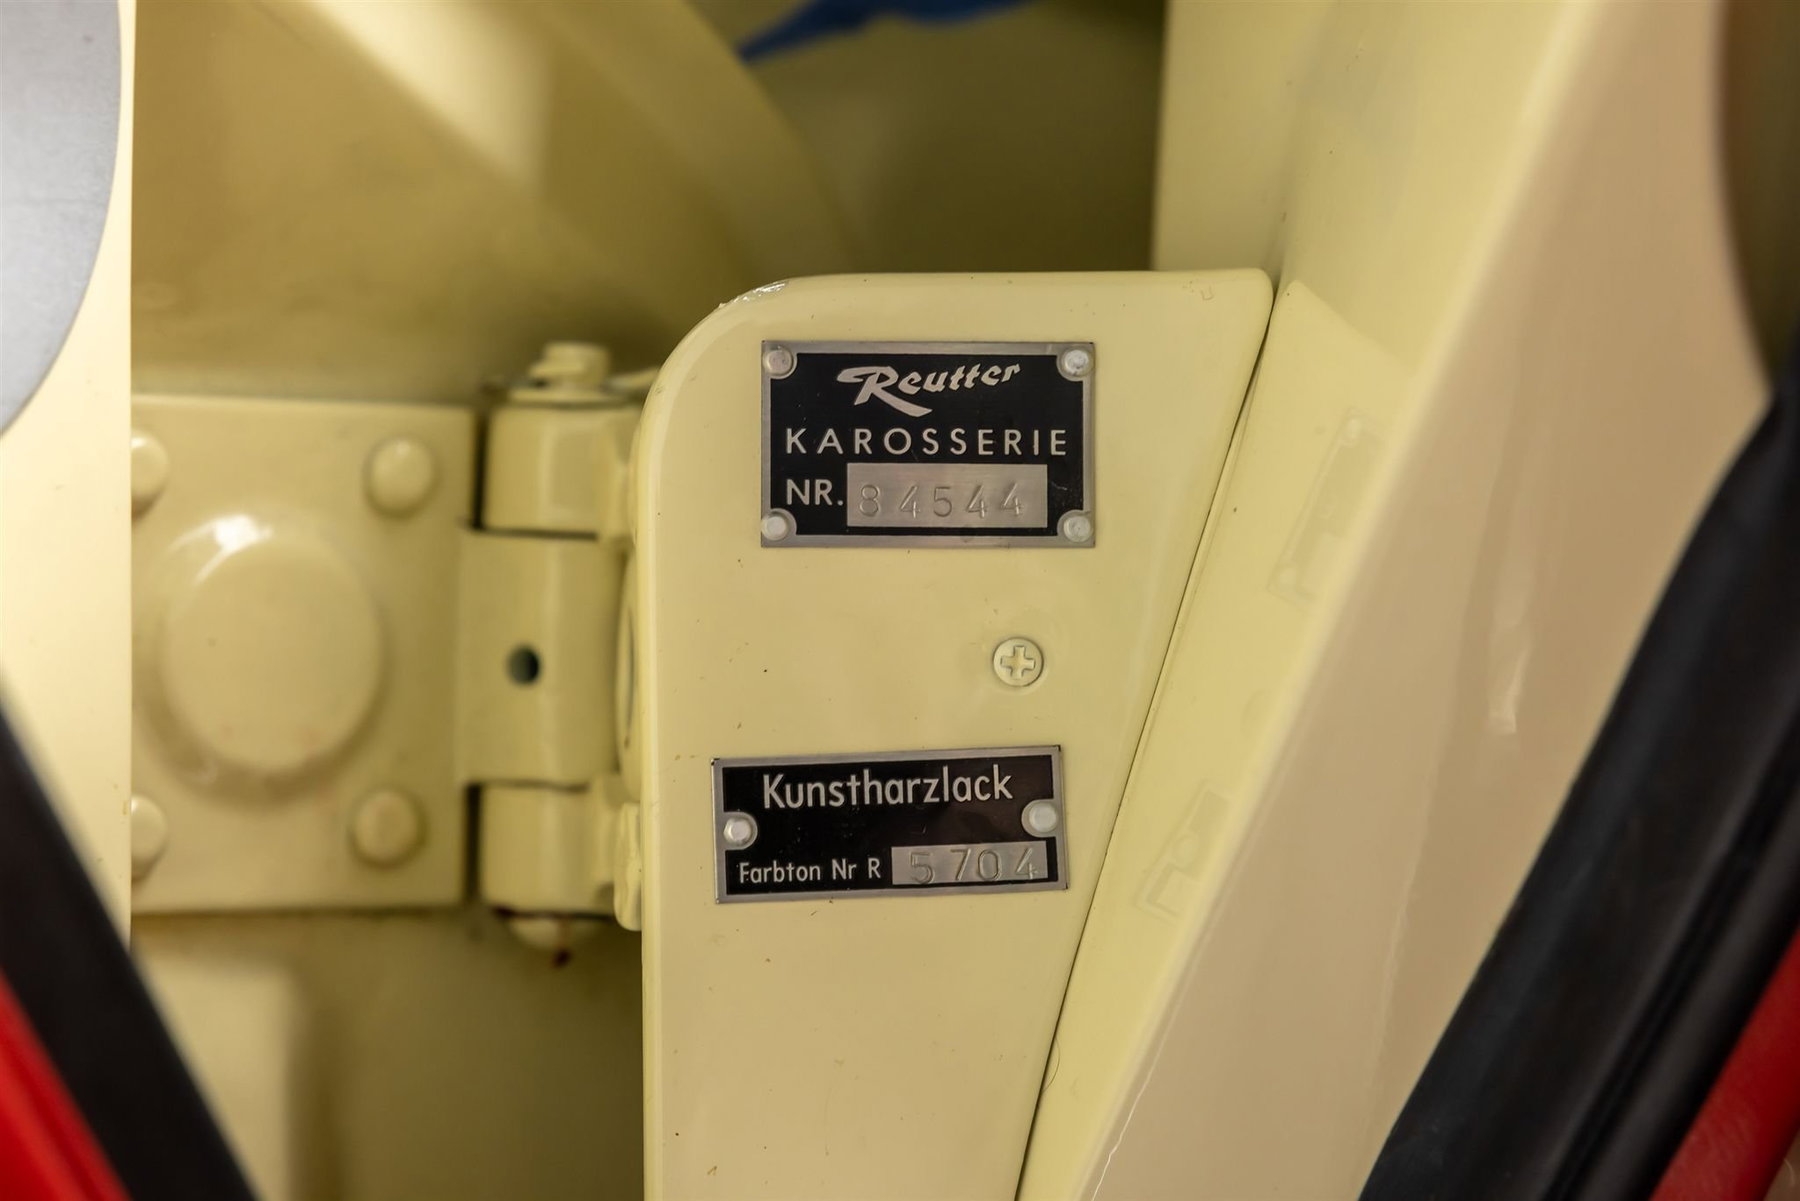 Reutter
KAROSSERIE
NR. 84544
Kunstharzlack
Farbton Nr R 5704